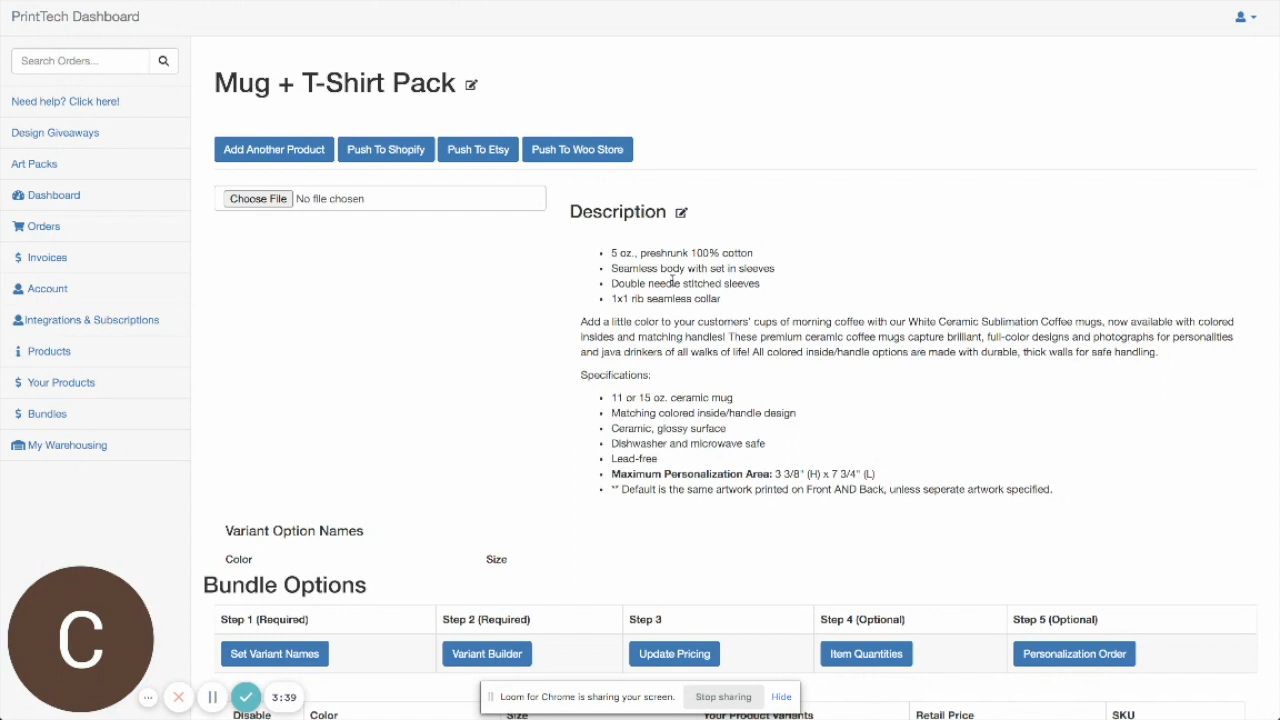 PrintTech Dashboard
Search Orders...
Need help? Click here!
Design Giveaways
Art Packs
Dashboard
Orders
Invoices
Account
Integrations & Subscriptions
Products
Your Products
Bundles
My Warehousing
Mug + T-Shirt Pack
Add Another Product Push To Shopify Push To Etsy Push To Woo Store
Choose File No file chosen
Description
5 oz., preshrunk 100% cotton
Seamless body with set in sleeves
Double needle stitched sleeves
1x1 rib seamless collar
Add a little color to your customers' cups of morning coffee with our White Ceramic Sublimation Coffee mugs, now available with colored
insides and matching handles! These premium ceramic coffee mugs capture brilliant, full-color designs and photographs for personalities
and java drinkers of all walks of life! All colored inside/handle options are made with durable, thick walls for safe handling.
Specifications:
11 or 15 oz. ceramic mug
Matching colored inside/handle design
Ceramic, glossy surface
Dishwasher and microwave safe
Lead-free
Maximum Personalization Area: 3 3/8" (H) x 7 3/4" (L)
** Default is the same artwork printed on Front AND Back, unless seperate artwork specified.
Variant Option Names
Color Size
Bundle Options
Step 1 (Required) Step 2 (Required) Step 3 Step 4 (Optional) Step 5 (Optional)
Set Variant Names Variant Builder Update Pricing Item Quantities Personalization Order
C
3:39
Loom for Chrome is sharing your screen. Stop sharing Hide
Disable Color Size Your Product Variants Retail Price SKU